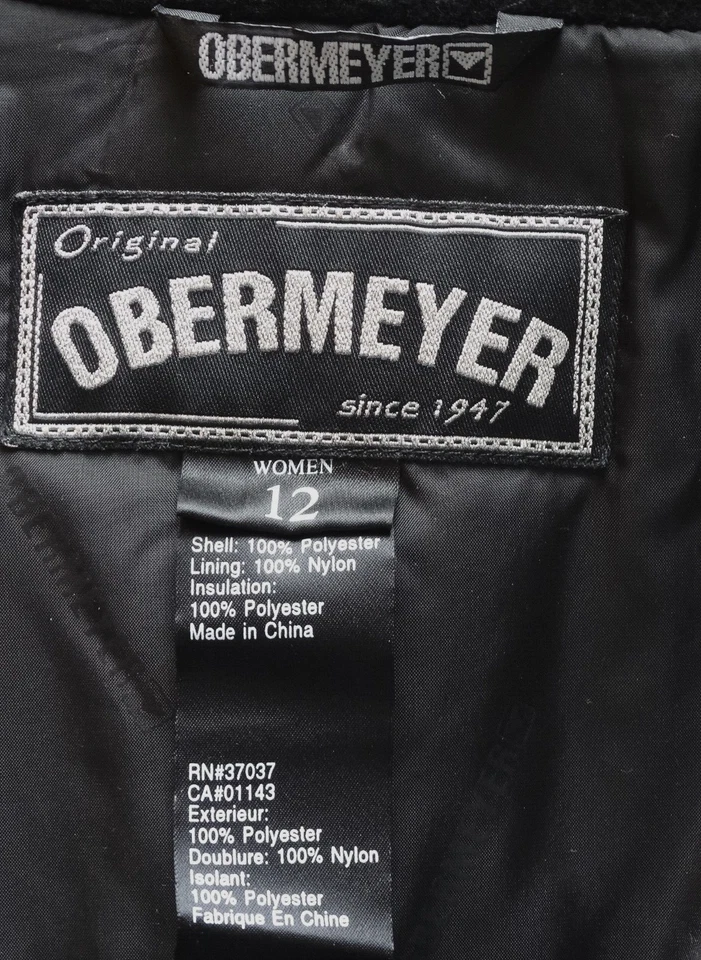 OBERMEYER
Original
OBERMEYER
since 1947
WOMEN
12
Shell: 100% Polyester
Lining: 100% Nylon
Insulation:
100% Polyester
Made in China
RN#37037
CA#01143
Exterieur:
100% Polyester
Doublure: 100% Nylon
Isolant:
100% Polyester
Fabrique En Chine